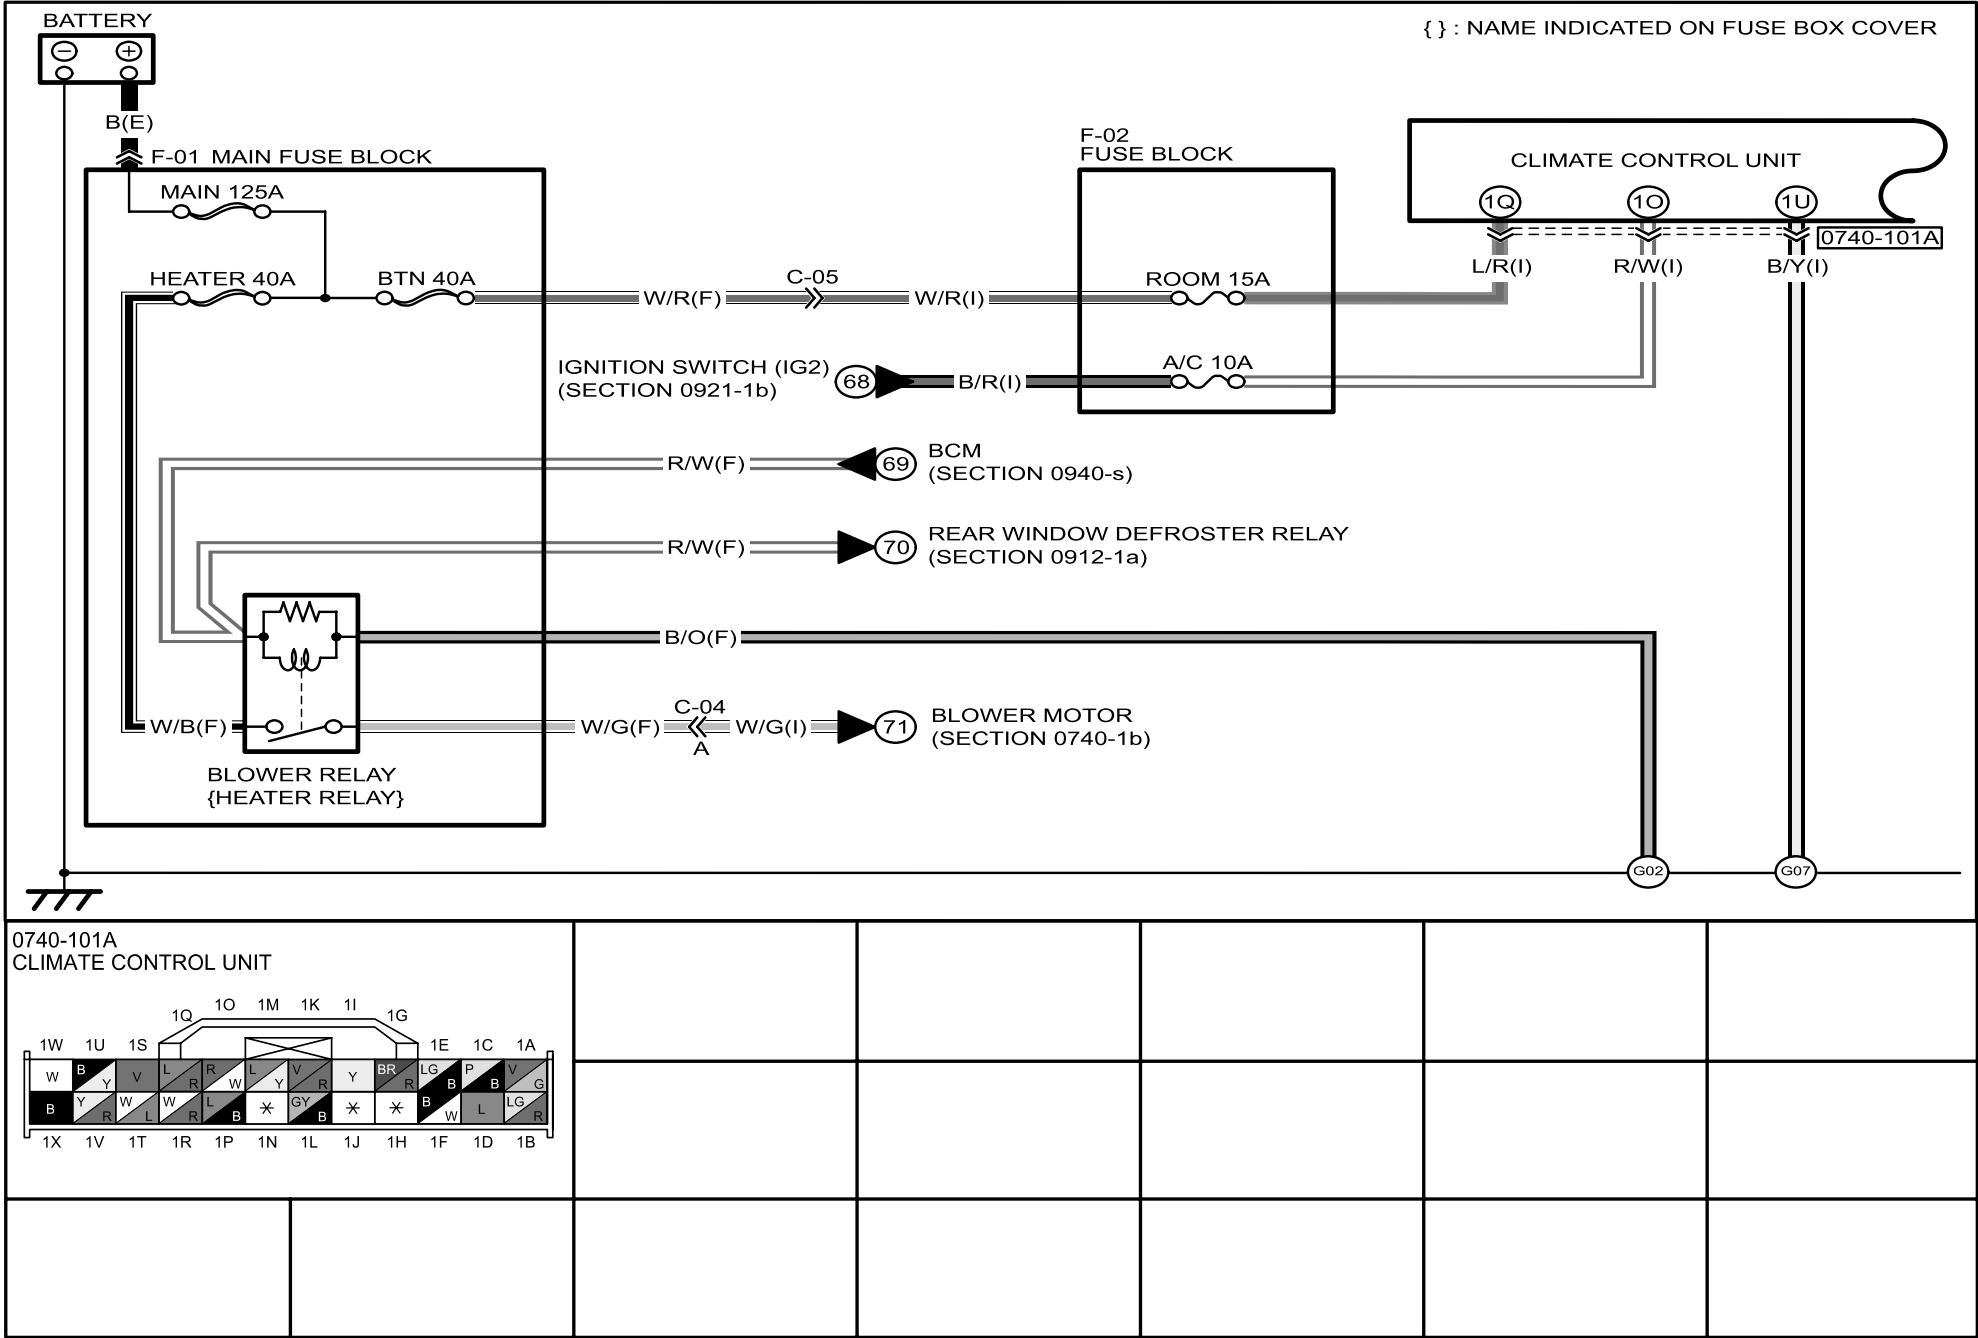 BATTERY
{ } : NAME INDICATED ON FUSE BOX COVER
− +
B(E)
F-01 MAIN FUSE BLOCK
F-02
FUSE BLOCK
CLIMATE CONTROL UNIT
MAIN 125A
1Q 1O 1U
0740-101A
L/R(I) R/W(I) B/Y(I)
HEATER 40A BTN 40A C-05 ROOM 15A
W/R(F) W/R(I)
IGNITION SWITCH (IG2)
(SECTION 0921-1b)
68 B/R(I) A/C 10A
R/W(F) 69 BCM
(SECTION 0940-s)
R/W(F) 70 REAR WINDOW DEFROSTER RELAY
(SECTION 0912-1a)
B/O(F)
W/B(F) W/G(F) C-04 W/G(I) 71 BLOWER MOTOR
A (SECTION 0740-1b)
BLOWER RELAY
{HEATER RELAY}
G02 G07
0740-101A
CLIMATE CONTROL UNIT
1Q 1O 1M 1K 1I 1G
1W 1U 1S 1E 1C 1A
W B Y V L R R W L Y V R Y BR R LG B P B V G
B Y R W L W R L B * GY B * * B W L LG R
1X 1V 1T 1R 1P 1N 1L 1J 1H 1F 1D 1B